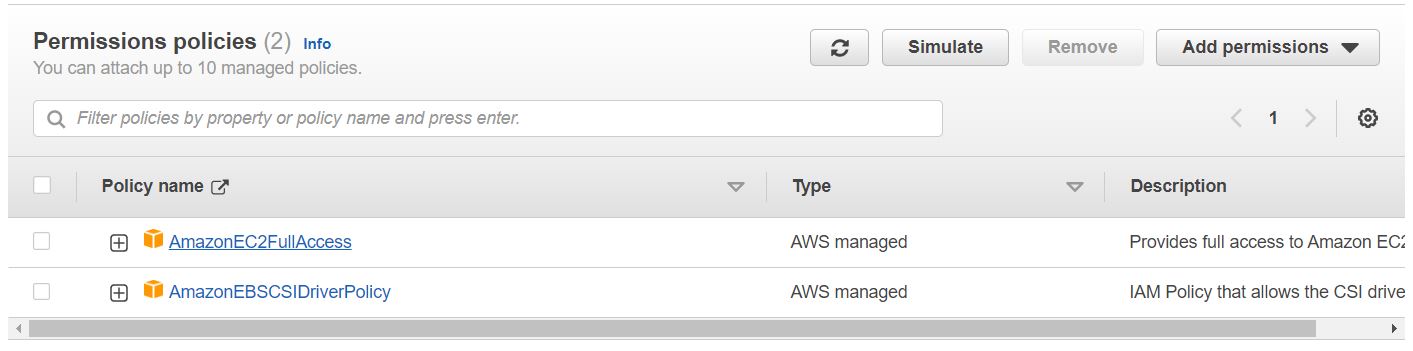 Permissions policies (2) Info
You can attach up to 10 managed policies.
Simulate
Remove
Add permissions
Filter policies by property or policy name and press enter.
1
Policy name Type Description
AmazonEC2FullAccess AWS managed Provides full access to Amazon EC2
AmazonEBSCSIDriverPolicy AWS managed IAM Policy that allows the CSI drive